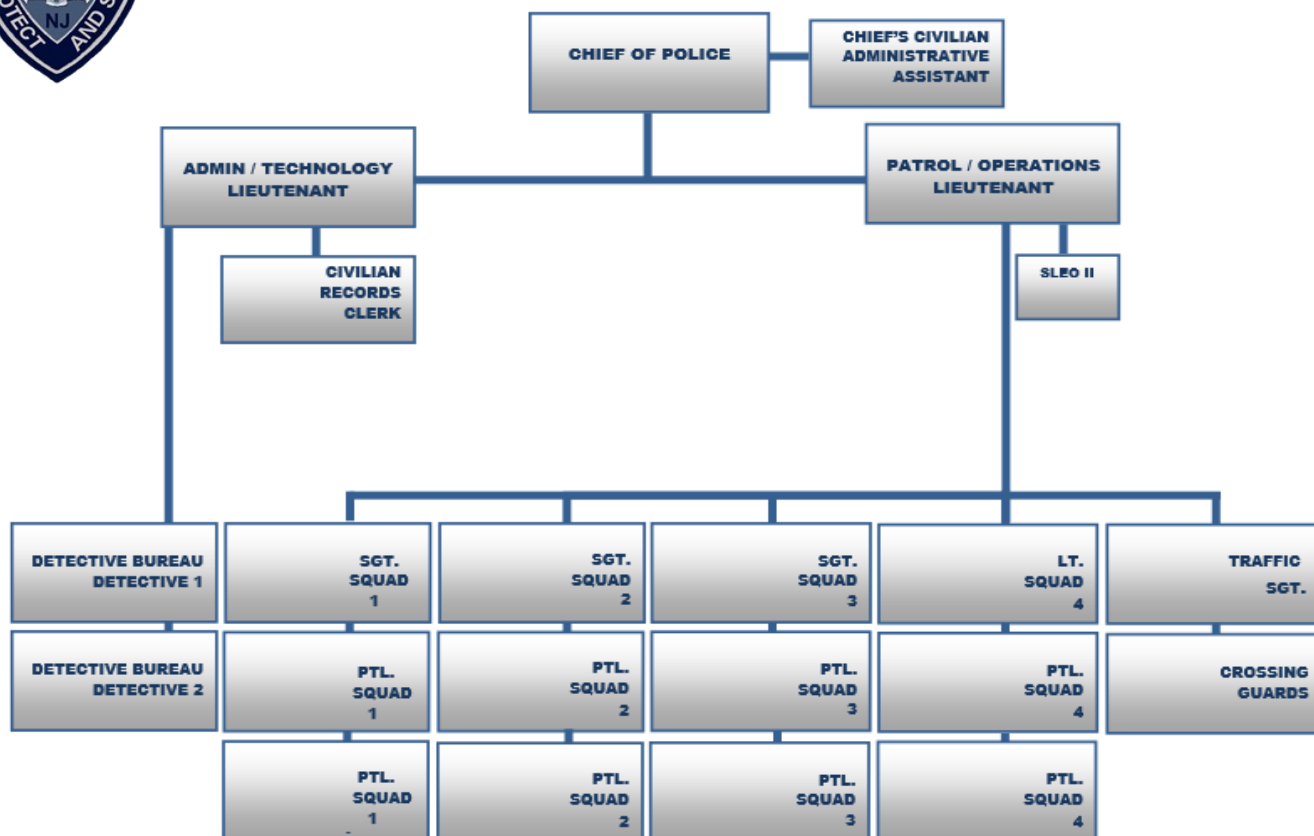 NJ
AND
CHIEF OF POLICE
CHIEF'S CIVILIAN
ADMINISTRATIVE
ASSISTANT
ADMIN / TECHNOLOGY
LIEUTENANT
PATROL / OPERATIONS
LIEUTENANT
CIVILIAN
RECORDS
CLERK
SLEO II
DETECTIVE BUREAU
DETECTIVE 1
SGT.
SQUAD
1
SGT.
SQUAD
2
SGT.
SQUAD
3
LT.
SQUAD
4
TRAFFIC
SGT.
DETECTIVE BUREAU
DETECTIVE 2
PTL.
SQUAD
1
PTL.
SQUAD
2
PTL.
SQUAD
3
PTL.
SQUAD
4
CROSSING
GUARDS
PTL.
SQUAD
1
PTL.
SQUAD
2
PTL.
SQUAD
3
PTL.
SQUAD
4